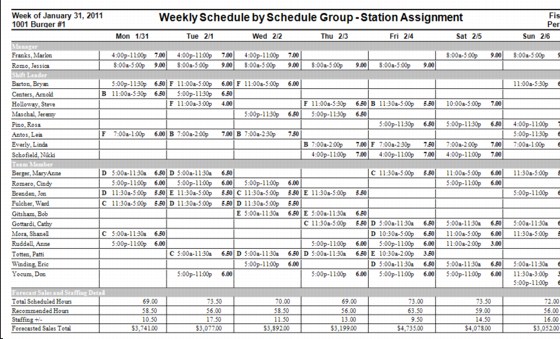 Week of January 31, 2011 Weekly Schedule by Schedule Group - Station Assignment Fis
1001 Burger #1 Per
Mon 1/31 Tue 2/1 Wed 2/2 Thu 2/3 Fri 2/4 Sat 2/5 Sun 2/6
Manager
Franks, Marlon 4:00p-11:00p 7.00 4:00p-11:00p 7.00 4:00p-11:00p 7.00 8:00a-5:00p 9.00 8:00a-5:00p
Romo, Jessica 8:00a-5:00p 9.00 8:00a-5:00p 9.00 8:00a-5:00p 9.00 8:00a-5:00p 9.00 8:00a-5:00p 9.00
Shift Leader
Barton, Bryan 5:00p-11:30p 6.50 F 11:00a-5:00p 6.00 F 11:00a-5:00p 6.00 11:00a-5:30p
Centers, Arnold B 11:00a-5:30p 6.50 5:00p-11:30p 6.50
Holloway, Steve F 11:00a-3:00p 4.00 F 11:00a-5:30p 6.50 B 11:30a-5:00p 5.50 10:00a-5:00p 7.00
Maschal, Jeremy 5:00p-11:30p 6.50 5:00p-11:30p 6.50
Pino, Rosa 5:00p-11:30p 6.50 5:00p-11:30p 6.50 4:00p-11:00p
Antos, Lein F 7:00a-1:00p 6.00 B 7:00a-2:00p 7.00 B 7:00a-2:30p 7.50 5:00p-11:30p
Everly, Linda B 7:00a-2:00p 7.00 F 7:00a-2:30p 7.50 7:00a-2:00p 7.00 7:00a-1:00p
Schofield, Nikki 4:00p-11:00p 7.00 4:00p-11:00p 7.00 4:00p-11:00p 7.00
Team Member
Berger, MaryAnne D 5:00a-11:30a 6.50 D 5:00a-11:30a 6.50 C 11:30a-5:00p 5.50 11:00a-5:00p 6.00 11:30a-5:00p
Romero, Cindy 5:00p-11:00p 6.00 5:00p-11:00p 6.00 5:00p-11:00p 6.00 5:00p-11:00p 6.00
Brenden, Jon D 11:30a-5:00p 5.50 E 11:30a-5:00p 5.50 C 11:30a-5:00p 5.50 E 11:30a-5:00p 5.50 5:00p-11:00p
Fulcher, Ward C 11:30a-5:00p 5.50 D 11:30a-5:00p 5.50 D 11:30a-5:00p 5.50
Gitsham, Bob E 5:00a-11:30a 6.50 E 5:00a-11:30a 6.50
Gottardi, Cathy C 11:30a-5:00p 5.50 D 5:00a-11:30a 6.50 5:00a-11:30a 6.50 5:00a-11:30a
Mora, Shanell C 5:00a-11:30a 6.50 D 10:30a-5:00p 6.50 11:00a-5:00p 6.00 11:30a-5:00p
Ruddell, Anne 5:00p-11:00p 6.00 5:00p-11:00p 6.00 5:00p-11:00p 6.00 11:00a-2:00p 3.00
Totten, Patti C 5:00a-11:30a 6.50 D 5:00a-11:30a 6.50 D 5:00a-11:30a 6.50 E 10:30a-2:00p 3.50
Winding, Eric 5:00p-11:00p 6.00 D 5:00a-11:30a 6.50 5:00a-11:30a 6.50 5:00a-11:30a
Yocum, Don 5:00p-11:00p 6.00 5:00p-11:00p 6.00 5:00p-11:00p 6.00 5:00p-11:00p 6.00 11:30a-3:00p
5:00p-11:00p
Forecast Sales and Staffing Detail
Total Scheduled Hours 69.00 73.50 70.00 69.00 73.00 73.50 72.00
Recommended Hours 58.50 56.00 58.50 56.00 63.50 59.00 56.00
Staffing +/- 10.50 17.50 11.50 13.00 9.50 14.50 16.00
Forecasted Sales Total $3,741.00 $3,077.00 $3,892.00 $3,199.00 $4,735.00 $4,078.00 $3,052.00